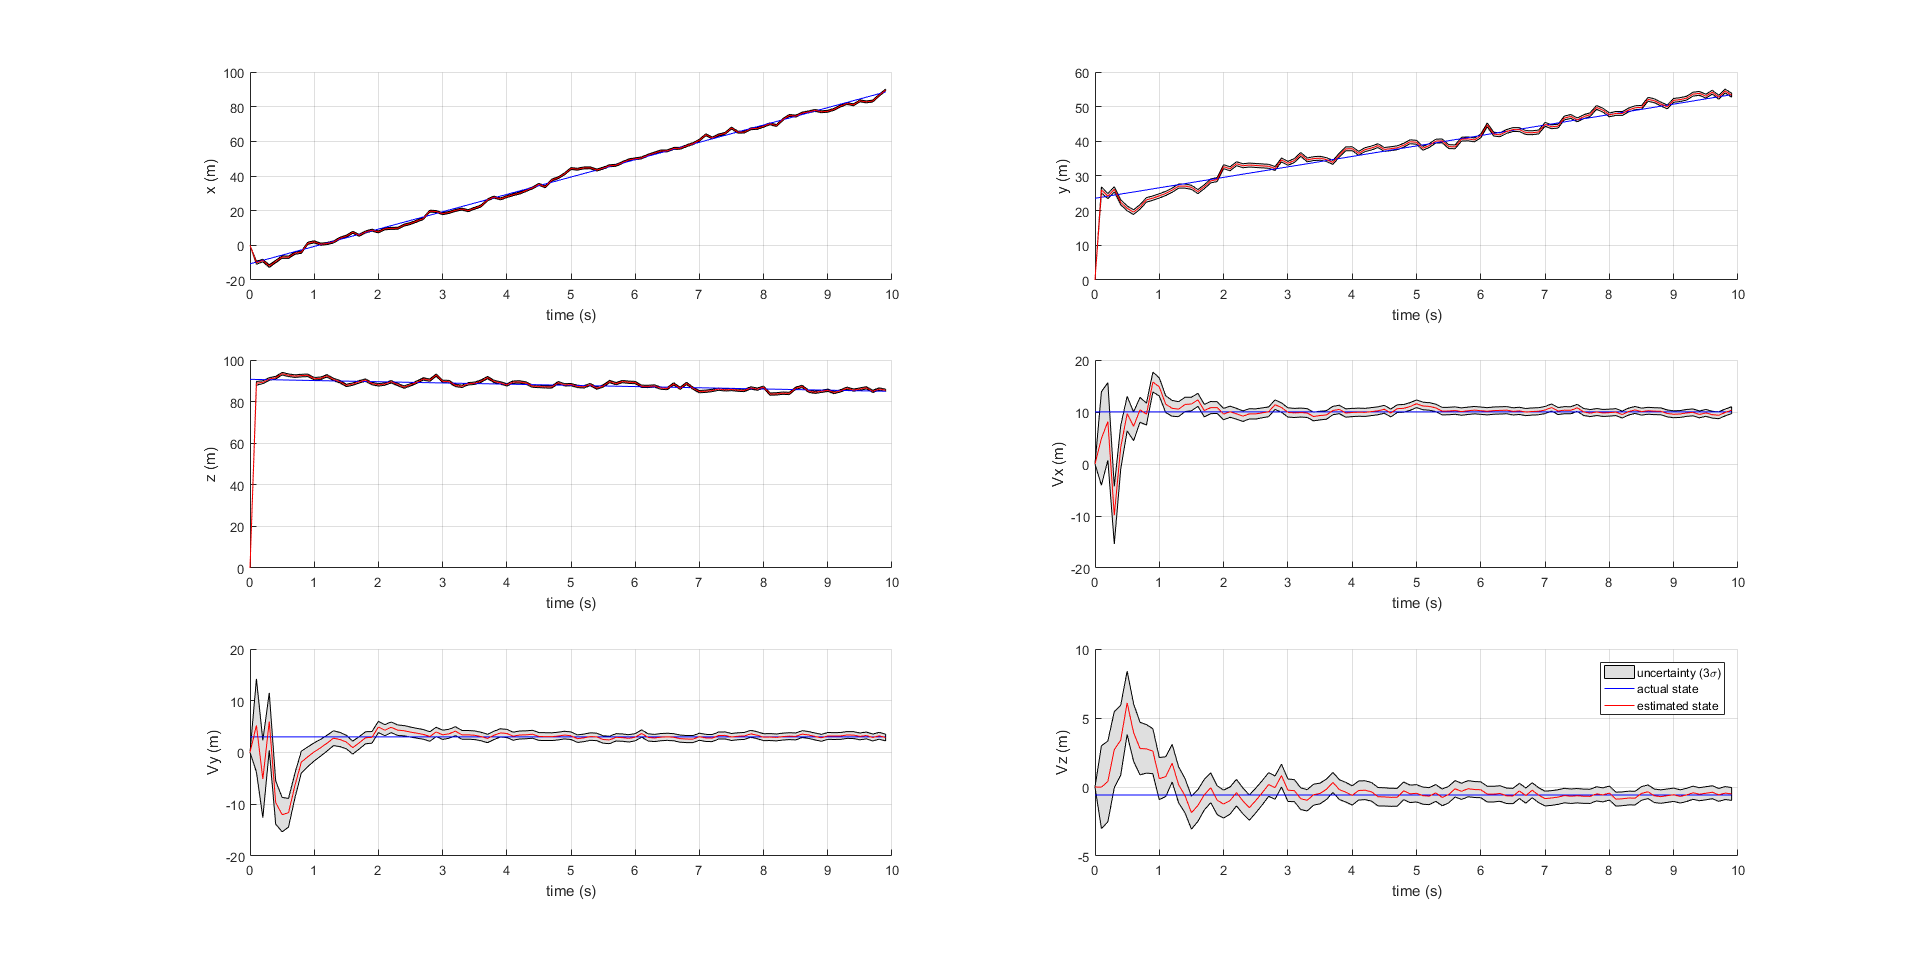 100
80
60
40
20
0
-20
x (m)
0 1 2 3 4 5 6 7 8 9 10
time (s)
60
50
40
30
20
10
0
y (m)
0 1 2 3 4 5 6 7 8 9 10
time (s)
100
80
60
40
20
0
z (m)
0 1 2 3 4 5 6 7 8 9 10
time (s)
20
10
0
-10
-20
Vx (m)
0 1 2 3 4 5 6 7 8 9 10
time (s)
20
10
0
-10
-20
Vy (m)
0 1 2 3 4 5 6 7 8 9 10
time (s)
10
5
0
-5
Vz (m)
0 1 2 3 4 5 6 7 8 9 10
time (s)
uncertainty (3σ)
actual state
estimated state